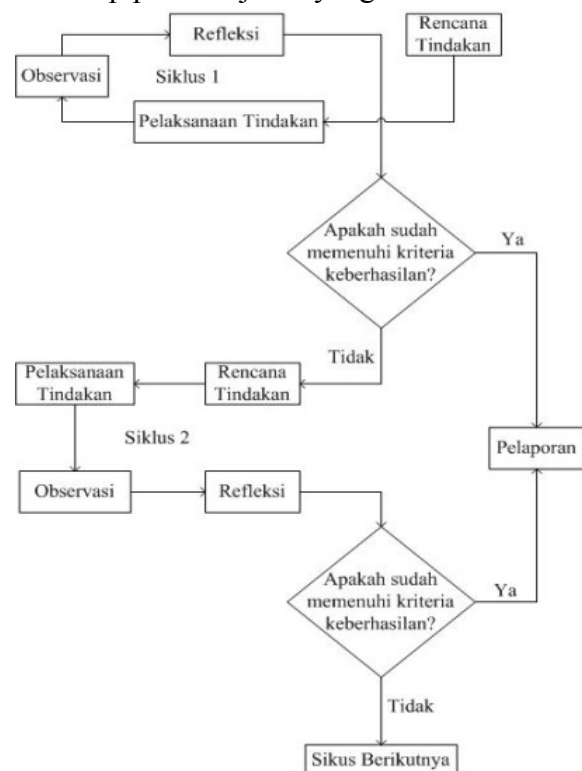 Refleksi
Rencana
Tindakan
Observasi
Siklus 1
Pelaksanaan Tindakan
Apakah sudah
memenuhi kriteria
keberhasilan?
Ya
Tidak
Pelaksanaan
Tindakan
Rencana
Tindakan
Siklus 2
Pelaporan
Observasi
Refleksi
Apakah sudah
memenuhi kriteria
keberhasilan?
Ya
Tidak
Sikus Berikutnya